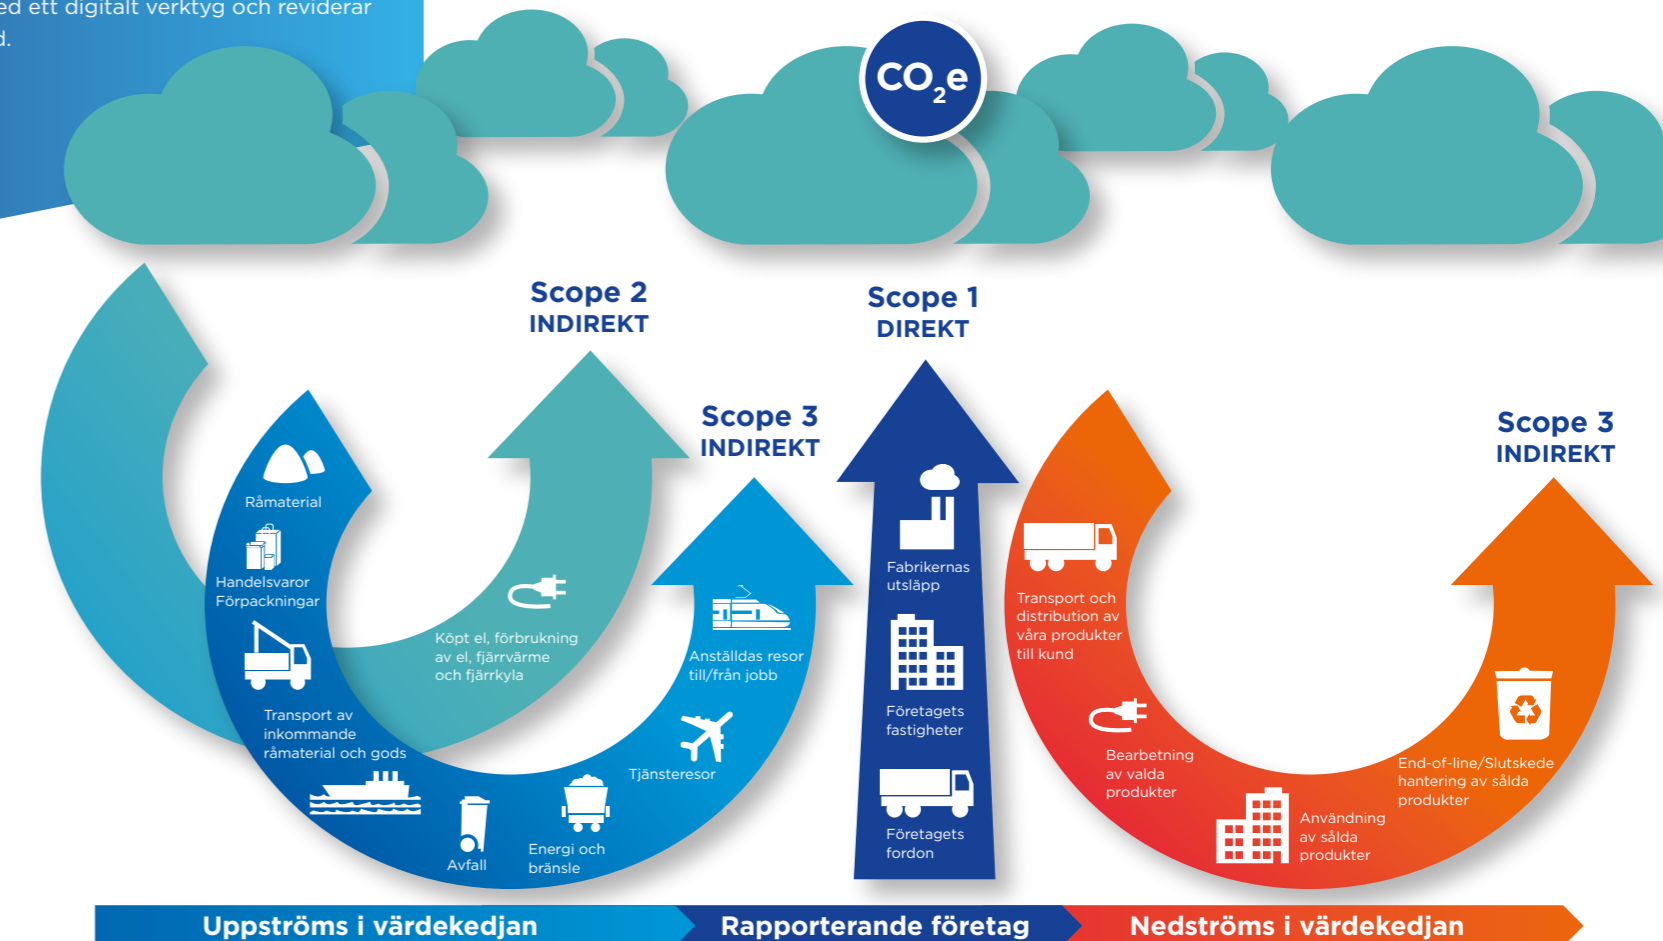 ed ett digitalt verktyg och reviderar
d.
CO2e
Scope 2
INDIREKT
Scope 1
DIREKT
Scope 3
INDIREKT
Scope 3
INDIREKT
Råmaterial
Handelsvaror
Förpackningar
Transport av
inkommande
råmaterial och gods
Avfall
Energi och
bränsle
Tjänsteresor
Anställdas resor
till/från jobb
Köpt el, förbrukning
av el, fjärrvärme
och fjärrkyla
Fabrikernas
utsläpp
Företagets
fastigheter
Företagets
fordon
Transport och
distribution av
våra produkter
till kund
Bearbetning
av valda
produkter
Användning
av sålda
produkter
End-of-line/Slutskede
hantering av sålda
produkter
Uppströms i värdekedjan
Rapporterande företag
Nedströms i värdekedjan